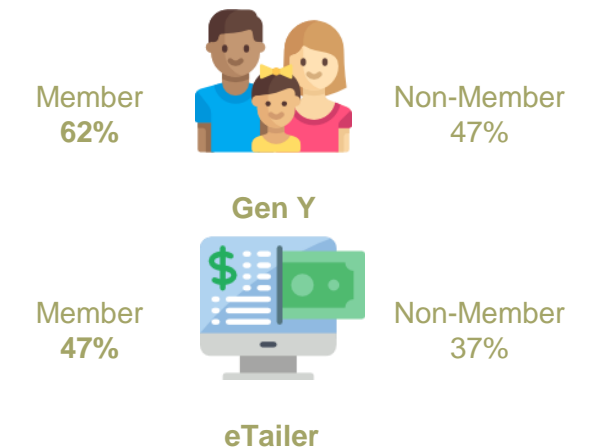 Member
62%
Non-Member
47%
Gen Y
$
Member
47%
Non-Member
37%
eTailer